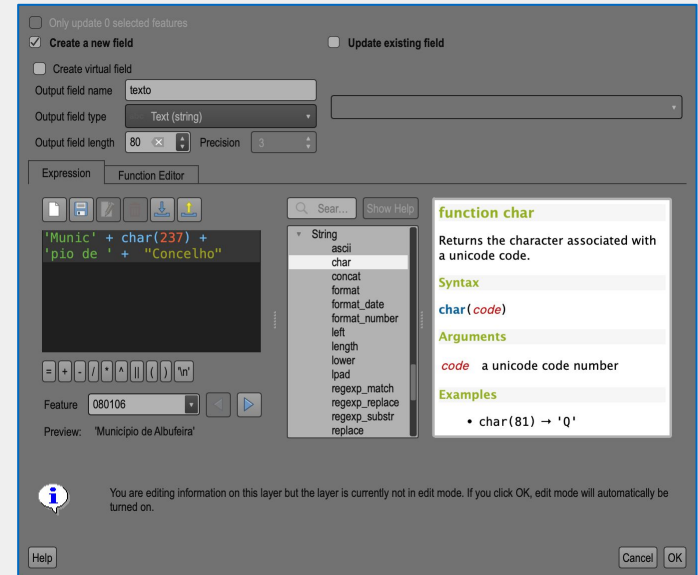 Only update 0 selected features
Create a new field
Update existing field
Create virtual field
Output field name texto
Output field type Text (string)
Output field length 80 Precision 3
Expression Function Editor
Sear... Show Help
'Munic' + char(237) +
'pio de ' + "Concelho"
= + - / * ^ || ( ) '\n'
Feature 080106
Preview: 'Município de Albufeira'
String
ascii
char
concat
format
format_date
format_number
left
length
lower
lpad
regexp_match
regexp_replace
regexp_substr
replace
function char
Returns the character associated with
a unicode code.
Syntax
char(code)
Arguments
code a unicode code number
Examples
• char(81) → 'Q'
You are editing information on this layer but the layer is currently not in edit mode. If you click OK, edit mode will automatically be
turned on.
Help
Cancel OK